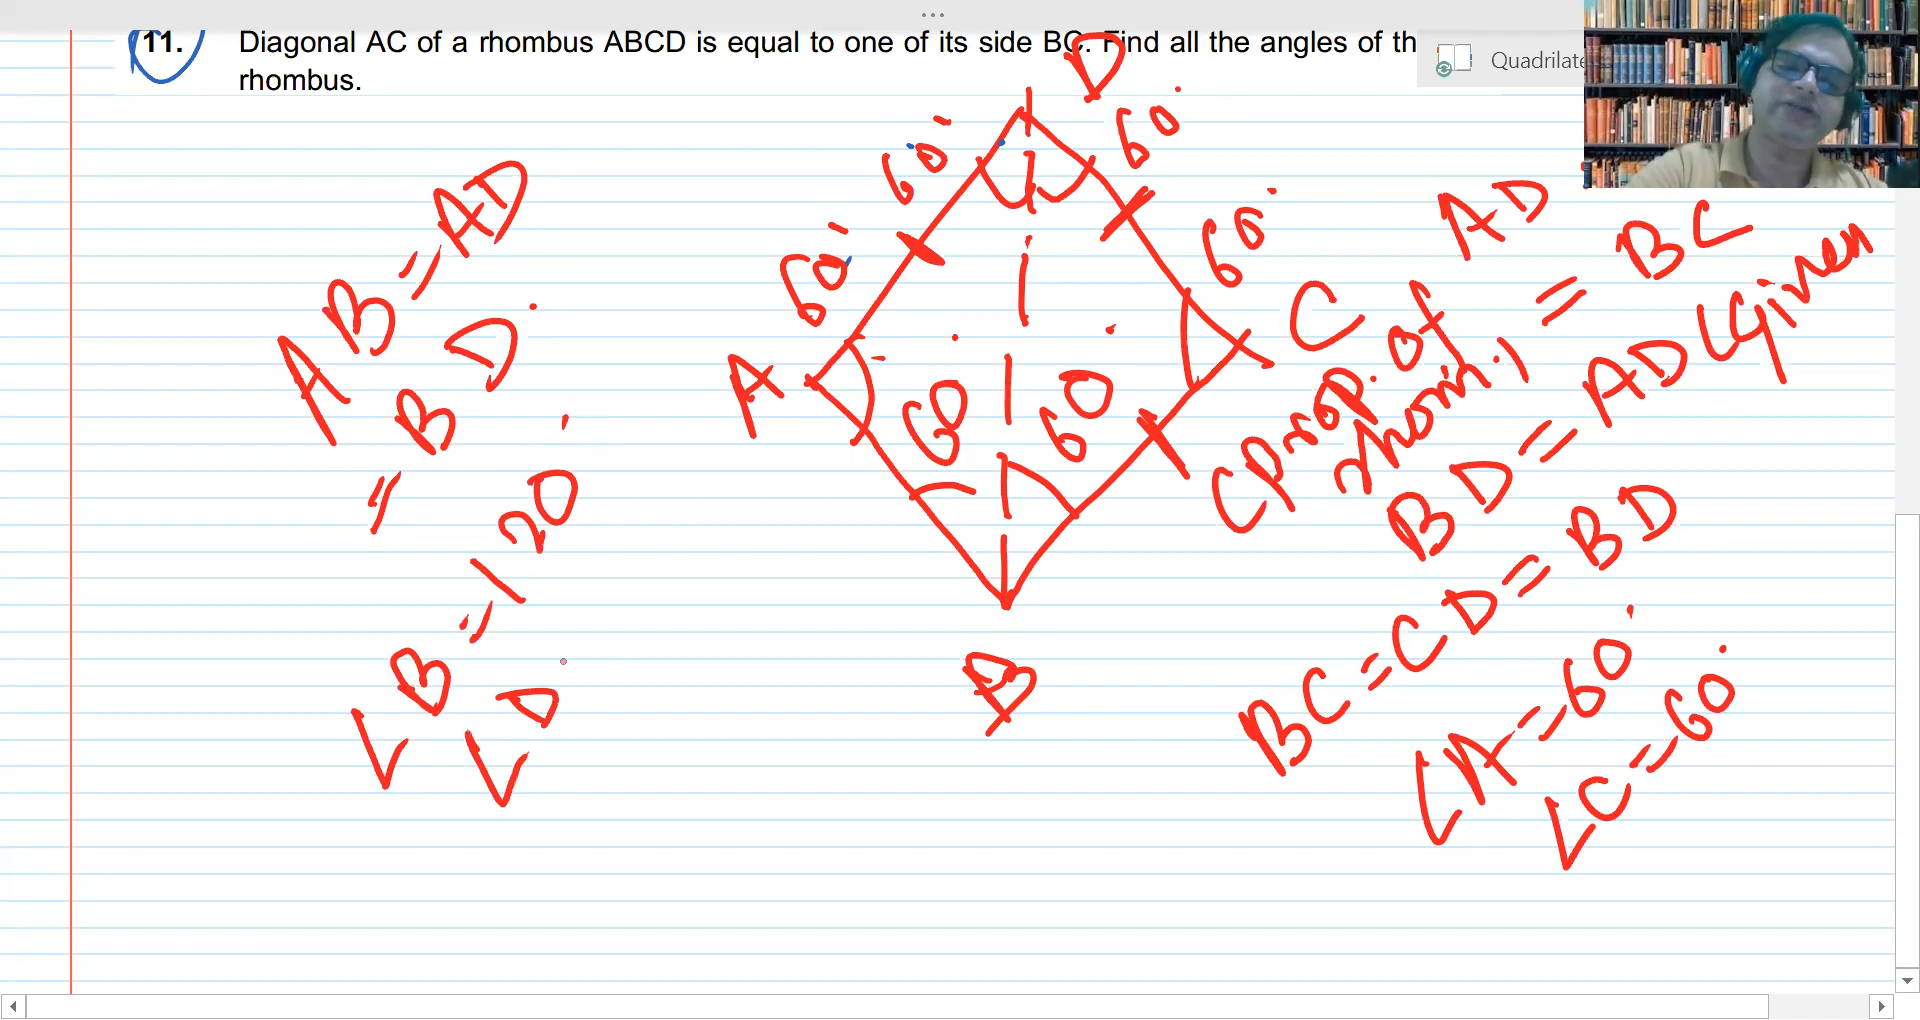 11. Diagonal AC of a rhombus ABCD is equal to one of its side BC. Find all the angles of th
rhombus.
Quadrilate
D
60°
60°
60°
60°
A
C
60
60
B
AB = AD
= BD
∠B = 120
∠D
AD
= BC
(prop. of
rhom.)
BD = AD (Given
BC = CD = BD
∠A = 60°
∠C = 60°